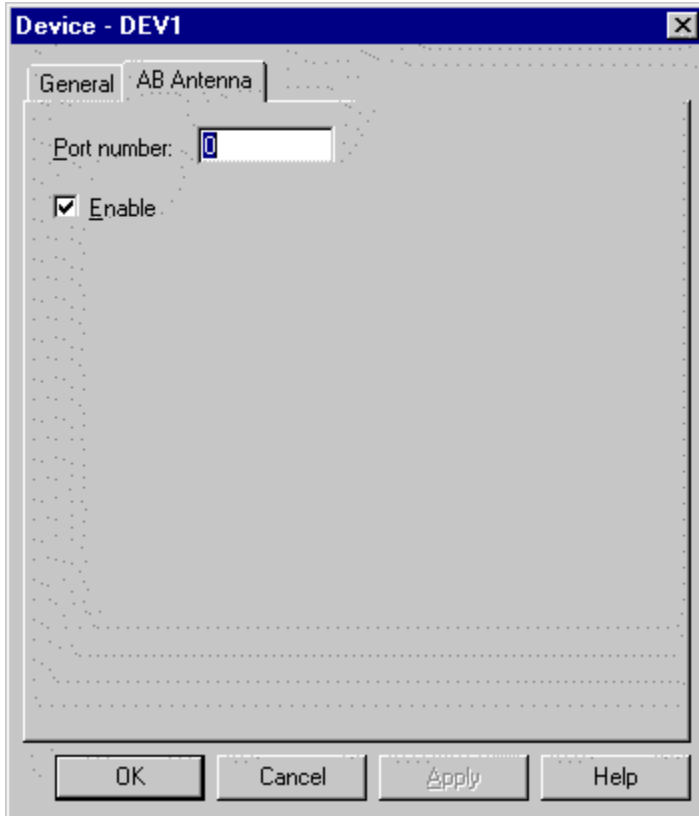 Device - DEV1
General AB Antenna
Port number: 0
Enable
OK Cancel Apply Help